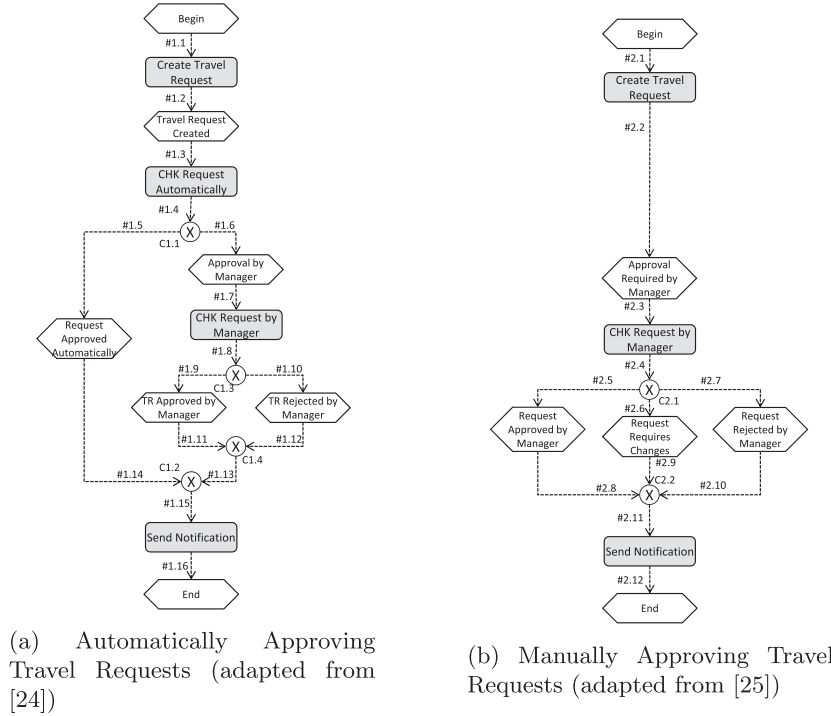 Begin
#1.1
Create Travel
Request
#1.2
Travel Request
Created
#1.3
CHK Request
Automatically
#1.4
#1.5
#1.6
C1.1
Approval by
Manager
#1.7
CHK Request by
Manager
Request
Approved
Automatically
#1.8
#1.9
#1.10
C1.3
TR Approved by
Manager
TR Rejected by
Manager
#1.11
#1.12
C1.4
C1.2
#1.14
#1.13
#1.15
Send Notification
#1.16
End
(a) Automatically Approving
Travel Requests (adapted from
[24])
Begin
#2.1
Create Travel
Request
#2.2
Approval
Required by
Manager
#2.3
CHK Request by
Manager
#2.4
#2.5
#2.7
C2.1
#2.6
Request
Approved by
Manager
Request
Requires
Changes
Request
Rejected by
Manager
#2.9
C2.2
#2.8
#2.10
#2.11
Send Notification
#2.12
End
(b) Manually Approving Travel
Requests (adapted from [25])
X
X
X
X
X
X